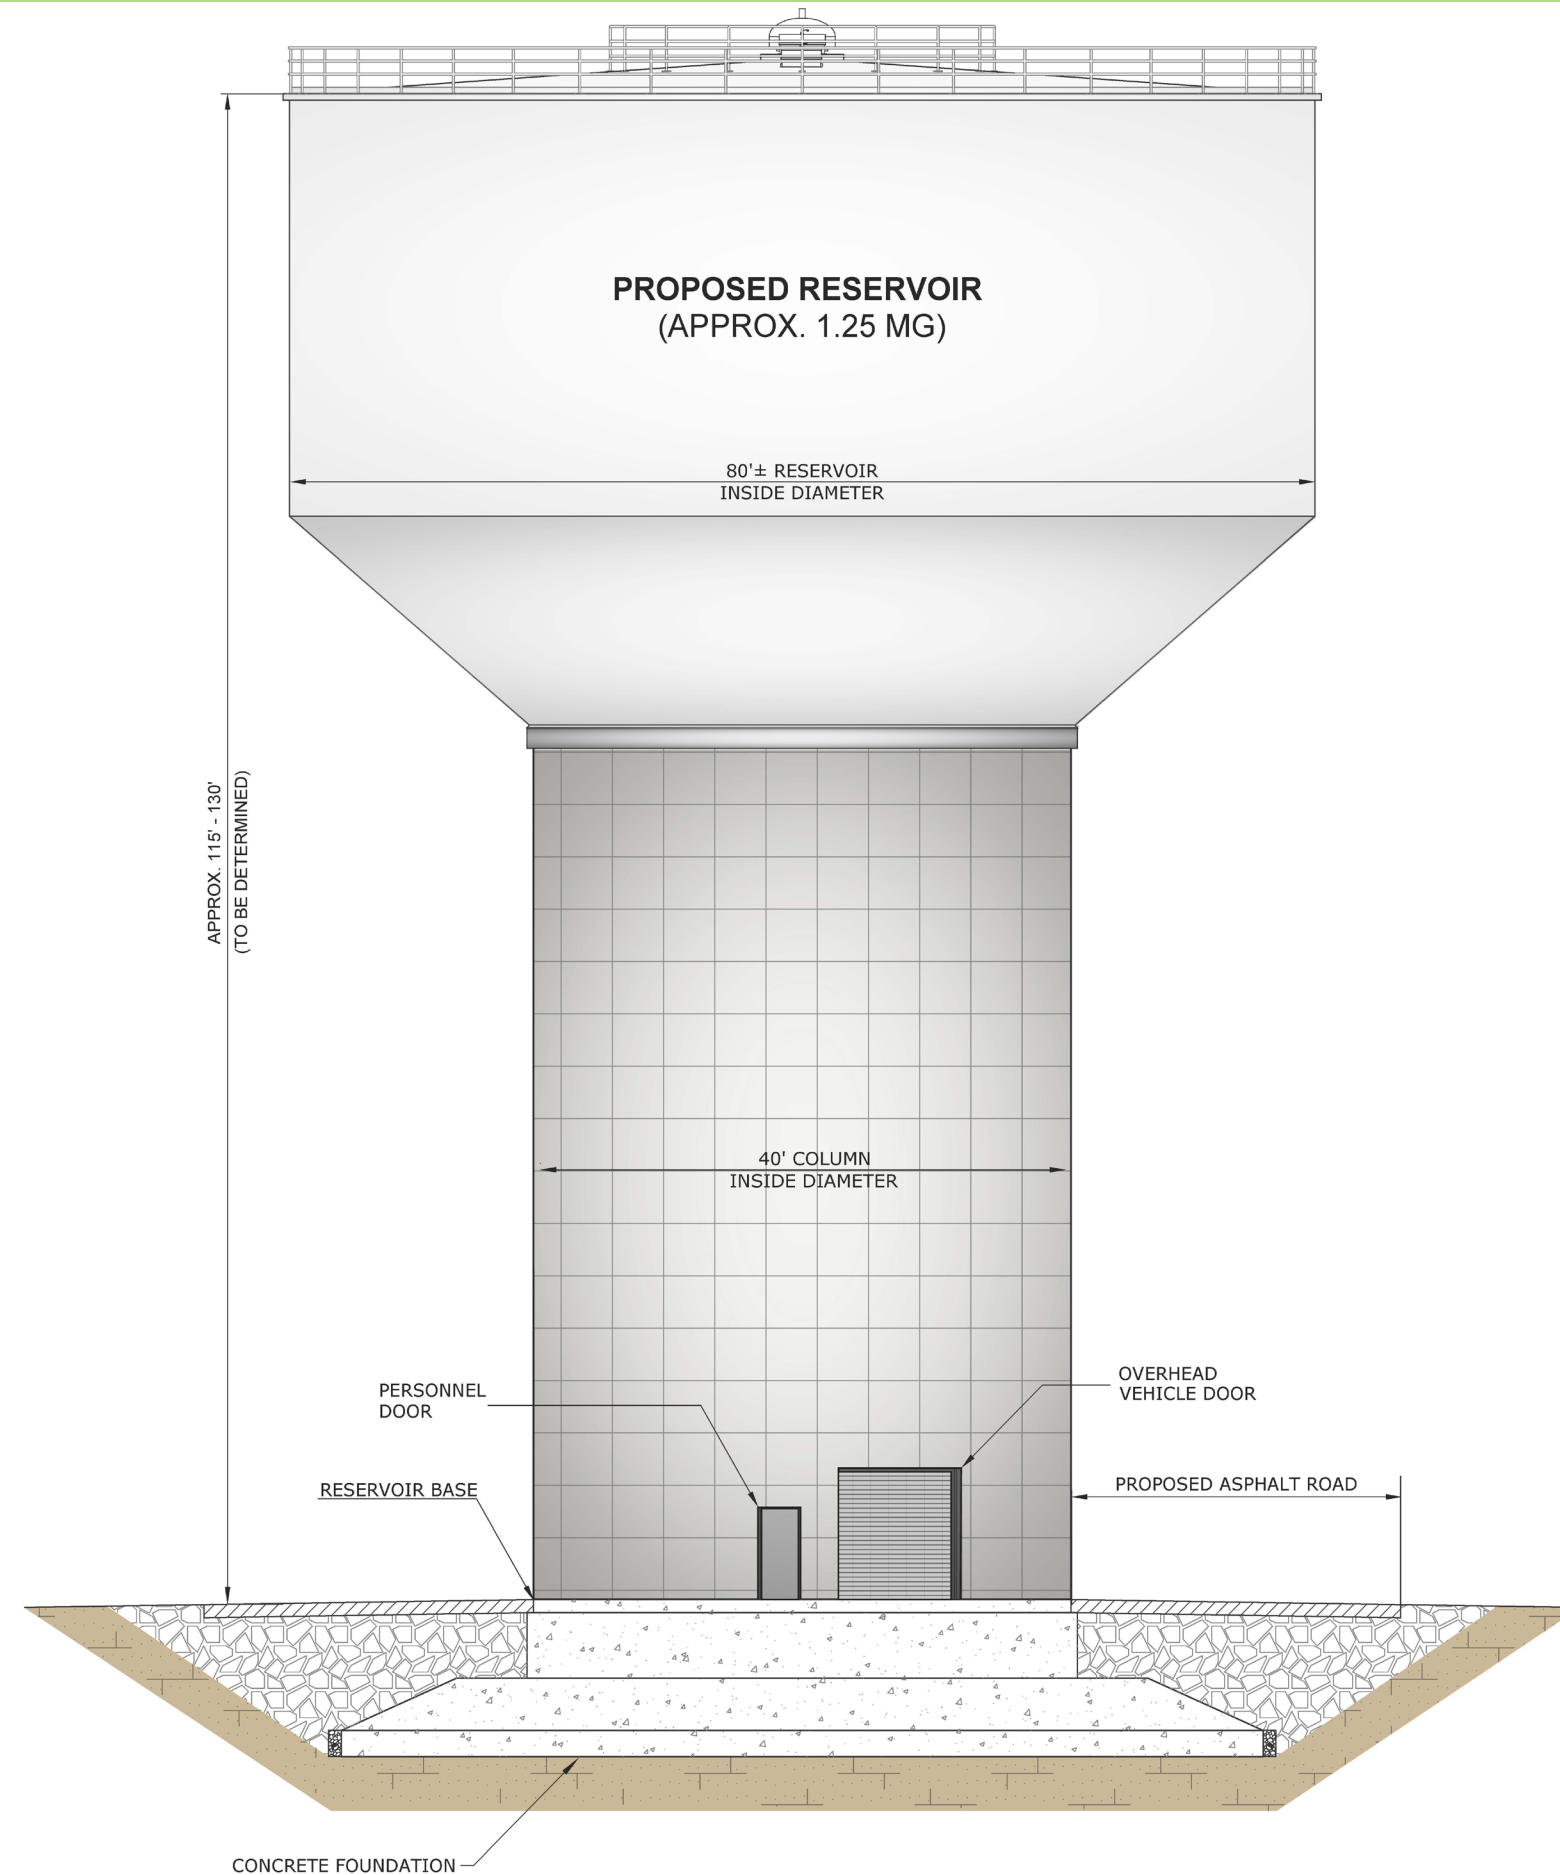 PROPOSED RESERVOIR
(APPROX. 1.25 MG)
80'± RESERVOIR
INSIDE DIAMETER
APPROX. 115' - 130'
(TO BE DETERMINED)
40' COLUMN
INSIDE DIAMETER
PERSONNEL
DOOR
OVERHEAD
VEHICLE DOOR
RESERVOIR BASE
PROPOSED ASPHALT ROAD
CONCRETE FOUNDATION